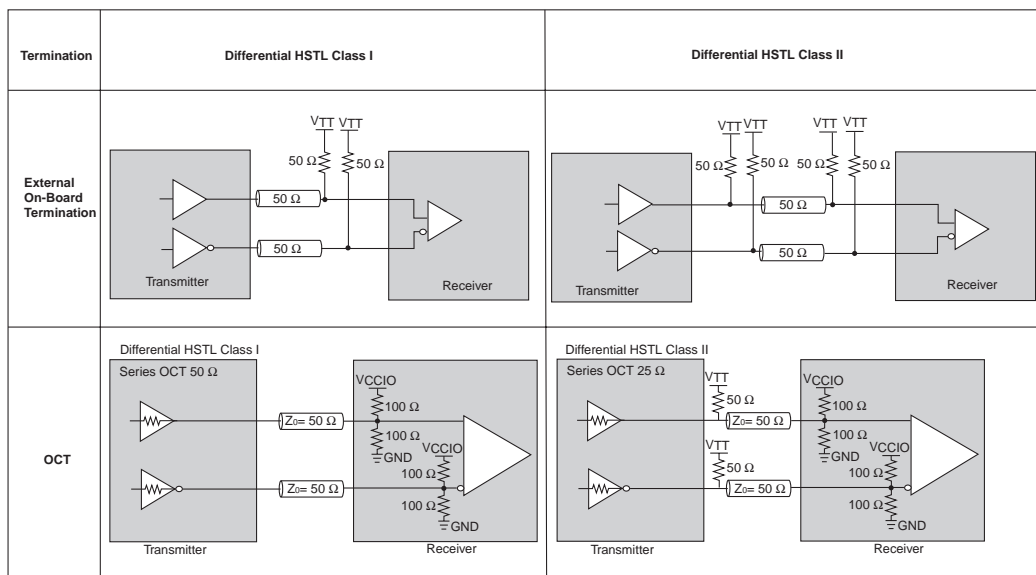 Termination
Differential HSTL Class I
Differential HSTL Class II
External
On-Board
Termination
VTT VTT
50 Ω 50 Ω
50 Ω
50 Ω
Transmitter
Receiver
VTT VTT VTT VTT
50 Ω 50 Ω 50 Ω 50 Ω
50 Ω
50 Ω
Transmitter
Receiver
OCT
Differential HSTL Class I
Series OCT 50 Ω
VCCIO
100 Ω
Z0= 50 Ω
100 Ω
VCCIO
GND
100 Ω
Z0= 50 Ω
100 Ω
GND
Transmitter
Receiver
Differential HSTL Class II
Series OCT 25 Ω
VTT
50 Ω
VCCIO
100 Ω
Z0= 50 Ω
100 Ω
VTT
VCCIO
GND
50 Ω
100 Ω
Z0= 50 Ω
100 Ω
GND
Transmitter
Receiver